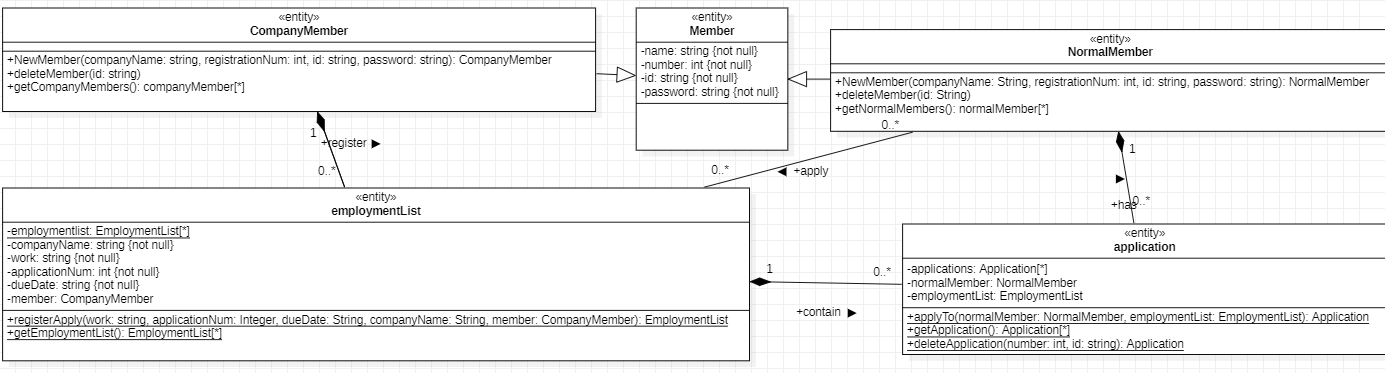 «entity»
CompanyMember
+NewMember(companyName: string, registrationNum: int, id: string, password: string): CompanyMember
+deleteMember(id: string)
+getCompanyMembers(): companyMember[*]
«entity»
Member
-name: string {not null}
-number: int {not null}
-id: string {not null}
-password: string {not null}
«entity»
NormalMember
+NewMember(companyName: String, registrationNum: int, id: string, password: string): NormalMember
+deleteMember(id: String)
+getNormalMembers(): normalMember[*]
1
+register ►
0..*
0..*
0..*
◄ +apply
1
►
+has
0..*
«entity»
employmentList
-employmentlist: EmploymentList[*]
-companyName: string {not null}
-work: string {not null}
-applicationNum: int {not null}
-dueDate: string {not null}
-member: CompanyMember
+registerApply(work: string, applicationNum: Integer, dueDate: String, companyName: String, member: CompanyMember): EmploymentList
+getEmploymentList(): EmploymentList[*]
1
0..*
+contain ►
«entity»
application
-applications: Application[*]
-normalMember: NormalMember
-employmentList: EmploymentList
+applyTo(normalMember: NormalMember, employmentList: EmploymentList): Application
+getApplication(): Application[*]
+deleteApplication(number: int, id: string): Application